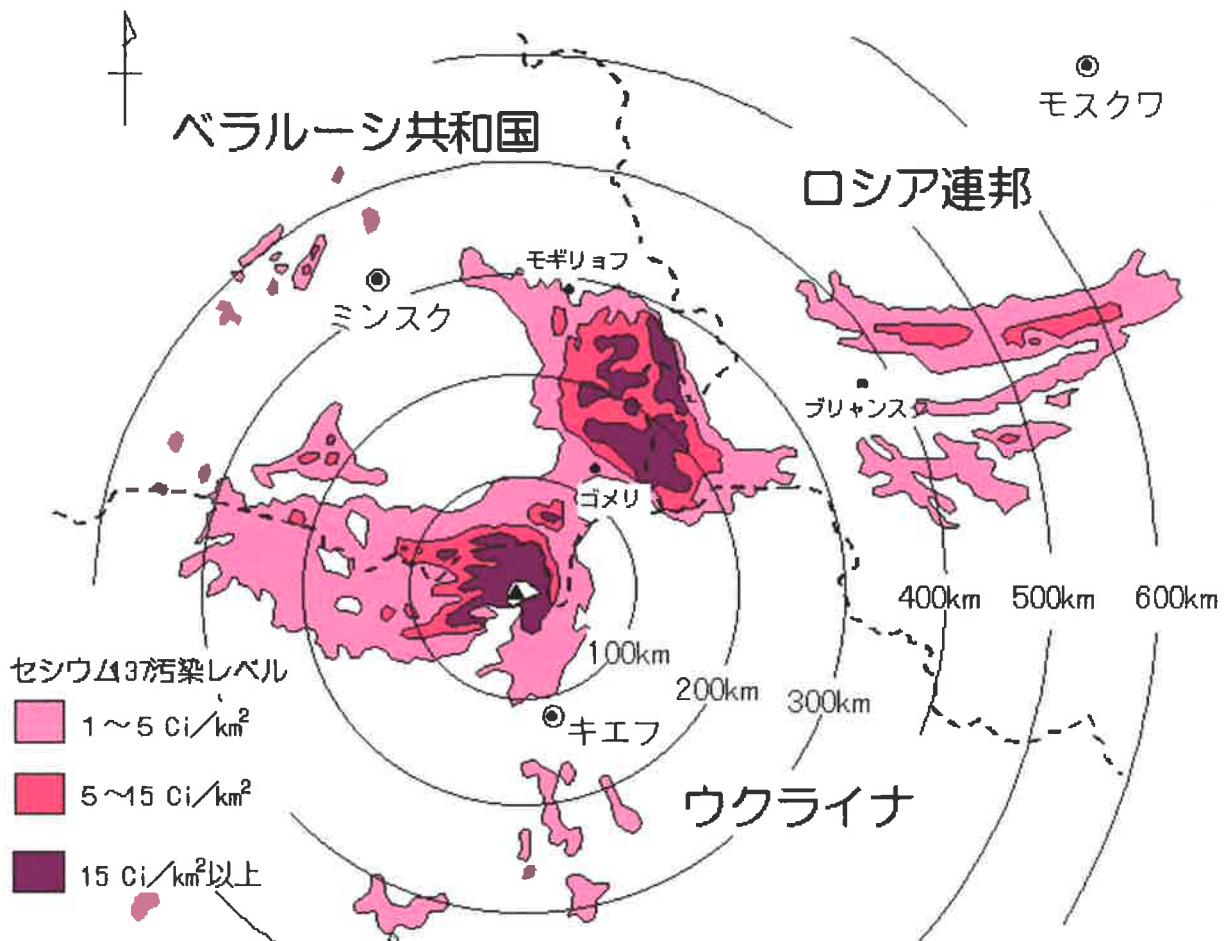 モスクワ
ベラルーシ共和国
ロシア連邦
モギリョフ
ミンスク
ブリャンスク
ゴメリ
400km 500km 600km
100km
セシウム137汚染レベル
200km
300km
1～5 Ci/km²
キエフ
5～15 Ci/km²
ウクライナ
15 Ci/km²以上